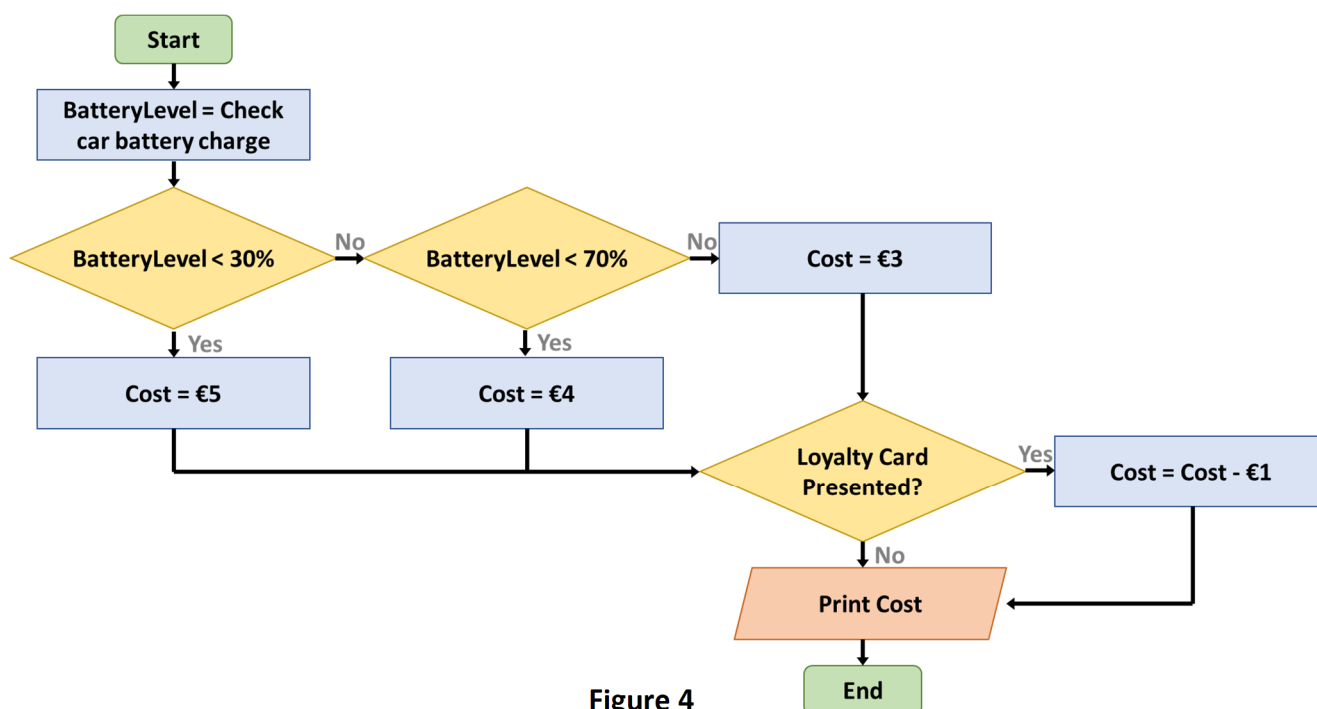 Start
BatteryLevel = Check
car battery charge
BatteryLevel < 30%
No
BatteryLevel < 70%
No
Cost = €3
Yes
Yes
Cost = €5
Cost = €4
Loyalty Card
Presented?
Yes
Cost = Cost - €1
No
Print Cost
End
Figure 4